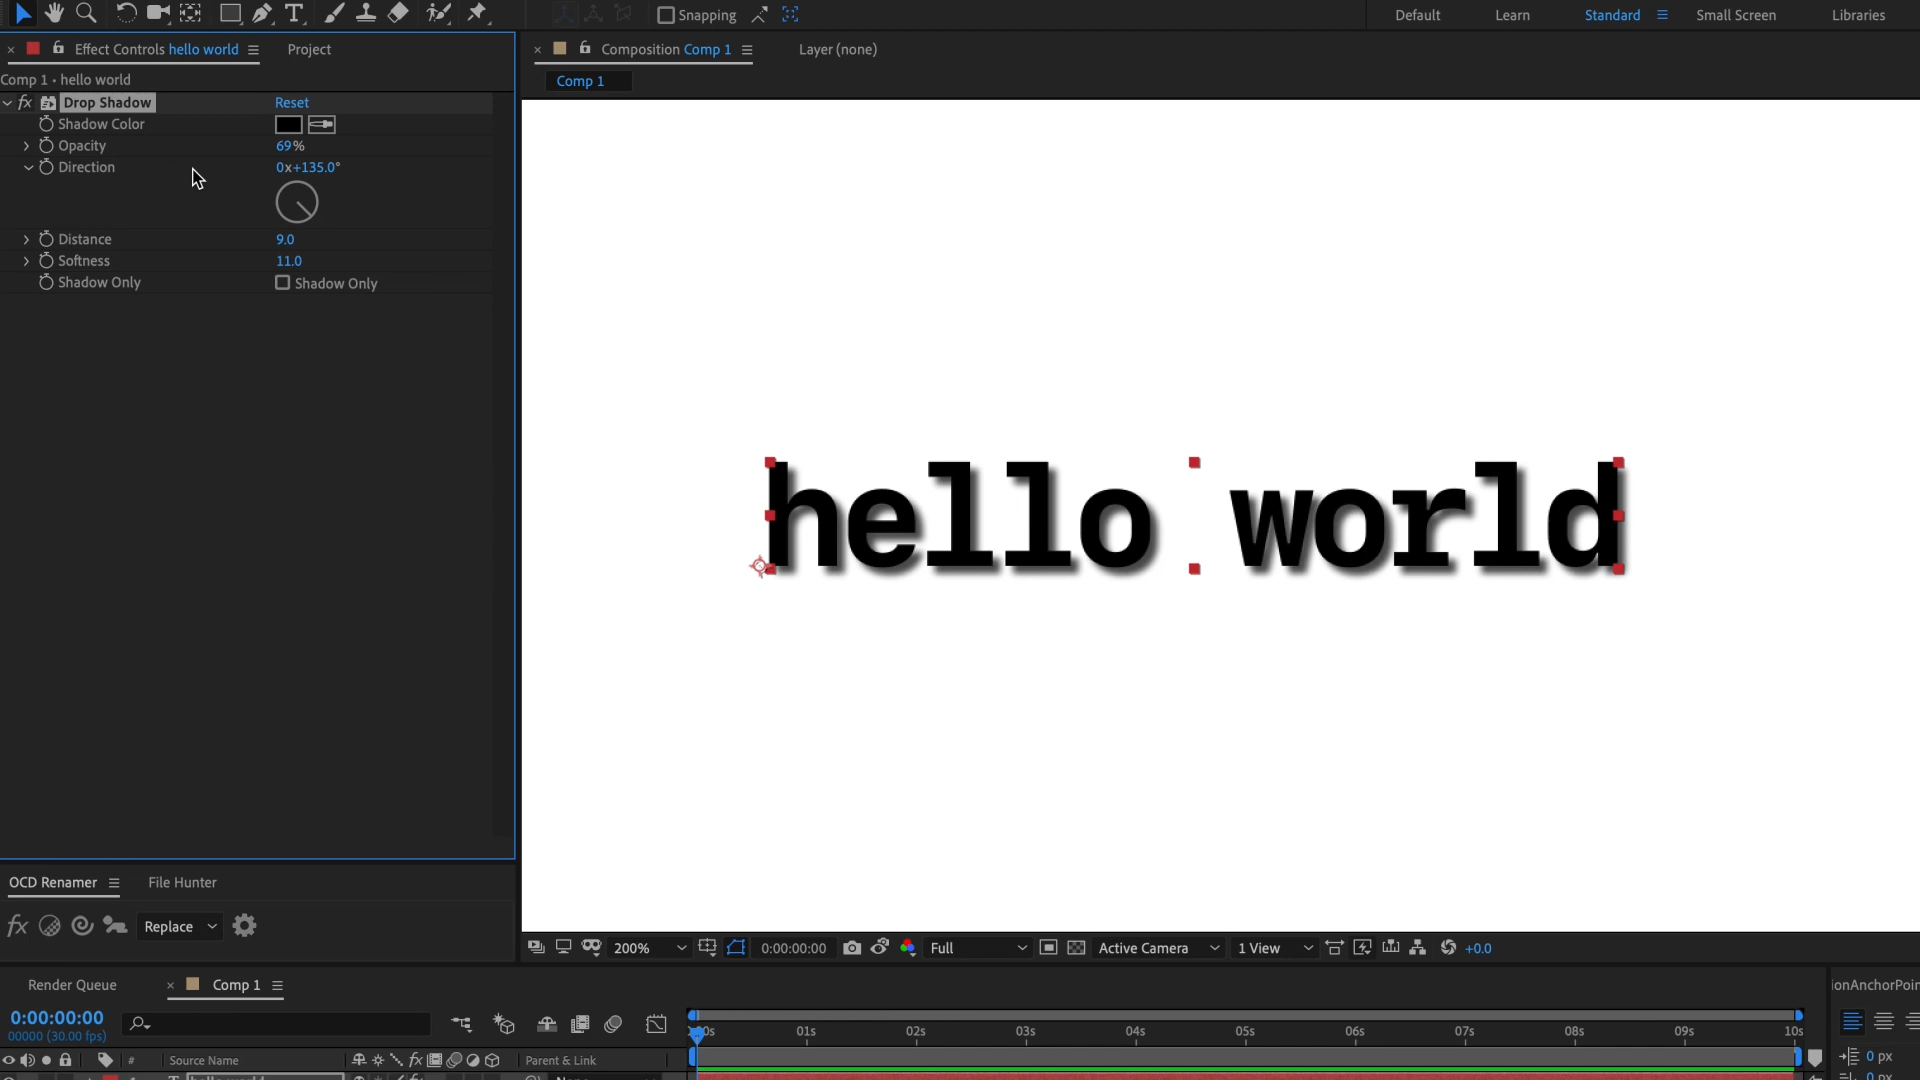 Snapping
Default
Learn
Standard
Small Screen
Libraries
Effect Controls hello world
Project
Composition Comp 1
Layer (none)
Comp 1 • hello world
Comp 1
fx Drop Shadow Reset
Shadow Color
Opacity 69%
Direction 0x+135.0°
Distance 9.0
Softness 11.0
Shadow Only Shadow Only
hello world
OCD Renamer
File Hunter
fx Replace
200%
0:00:00:00
Full
Active Camera
1 View
+0.0
Render Queue
Comp 1
0:00:00:00
00000 (30.00 fps)
01s 02s 03s 04s 05s 06s 07s 08s 09s 10s
# Source Name
Parent & Link
0 px